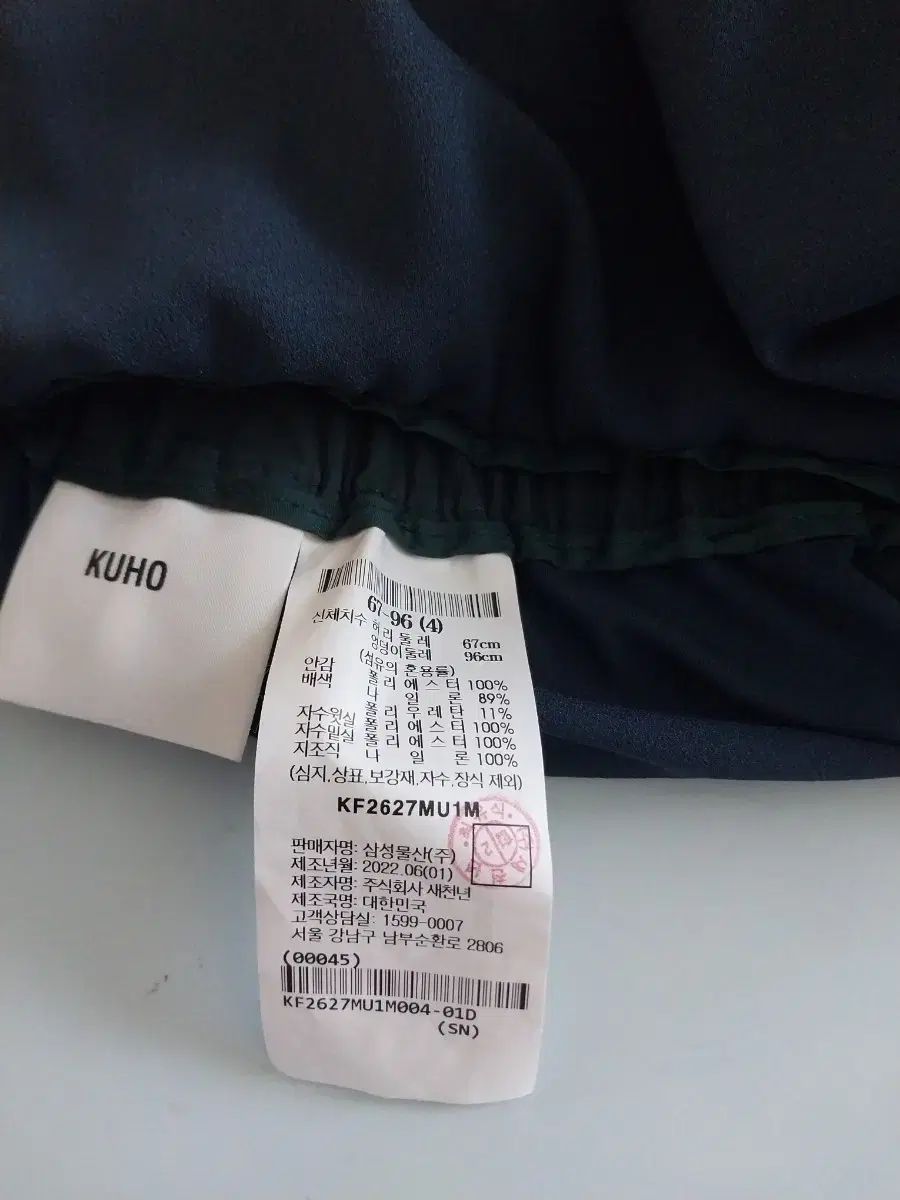 KUHO
67-96 (4)
신체치수 허리 둘레 67cm
엉덩이둘레 96cm
(섬유의 혼용률)
안감 폴리에스터 100%
배색 나일론 89%
폴리우레탄 11%
자수윗실 폴리에스터 100%
자수밑실 폴리에스터 100%
지조직 나일론 100%
(심지,상표,보강재,자수,장식 제외)
KF2627MU1M
판매자명: 삼성물산(주)
제조년월: 2022.06(01)
제조자명: 주식회사 새천년
제조국명: 대한민국
고객상담실: 1599-0007
서울 강남구 남부순환로 2806
(00045)
KF2627MU1M004-01D
(SN)